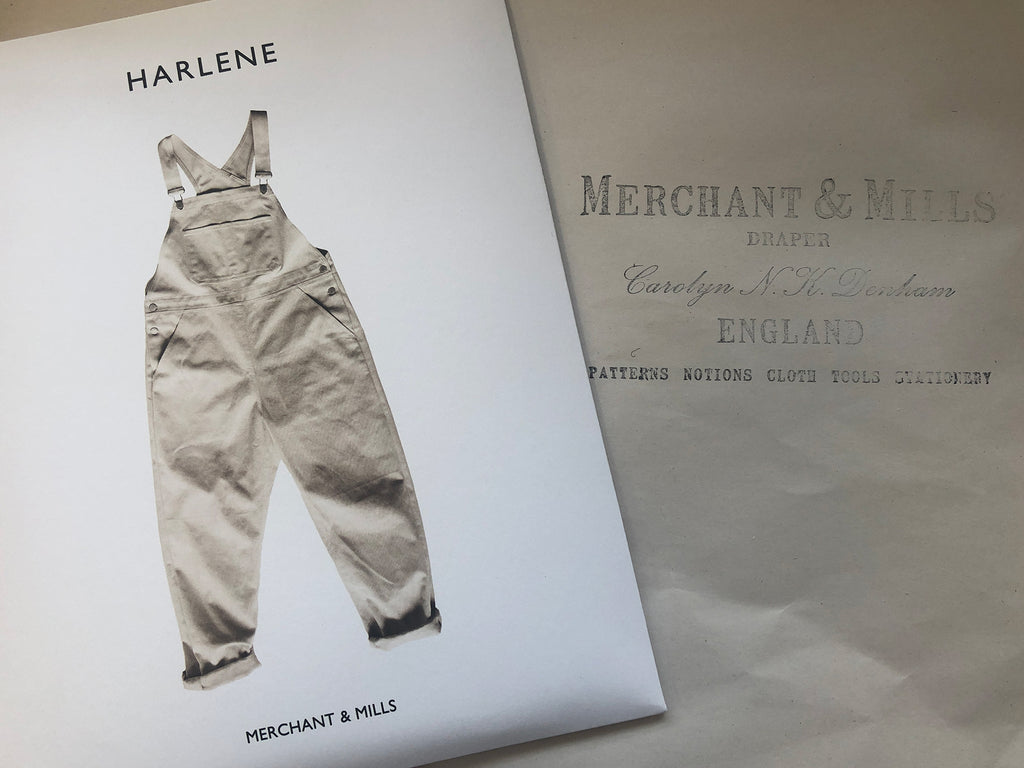 HARLENE
MERCHANT & MILLS
MERCHANT & MILLS
DRAPER
Carolyn N. K. Denham
ENGLAND
PATTERNS NOTIONS CLOTH TOOLS STATIONERY